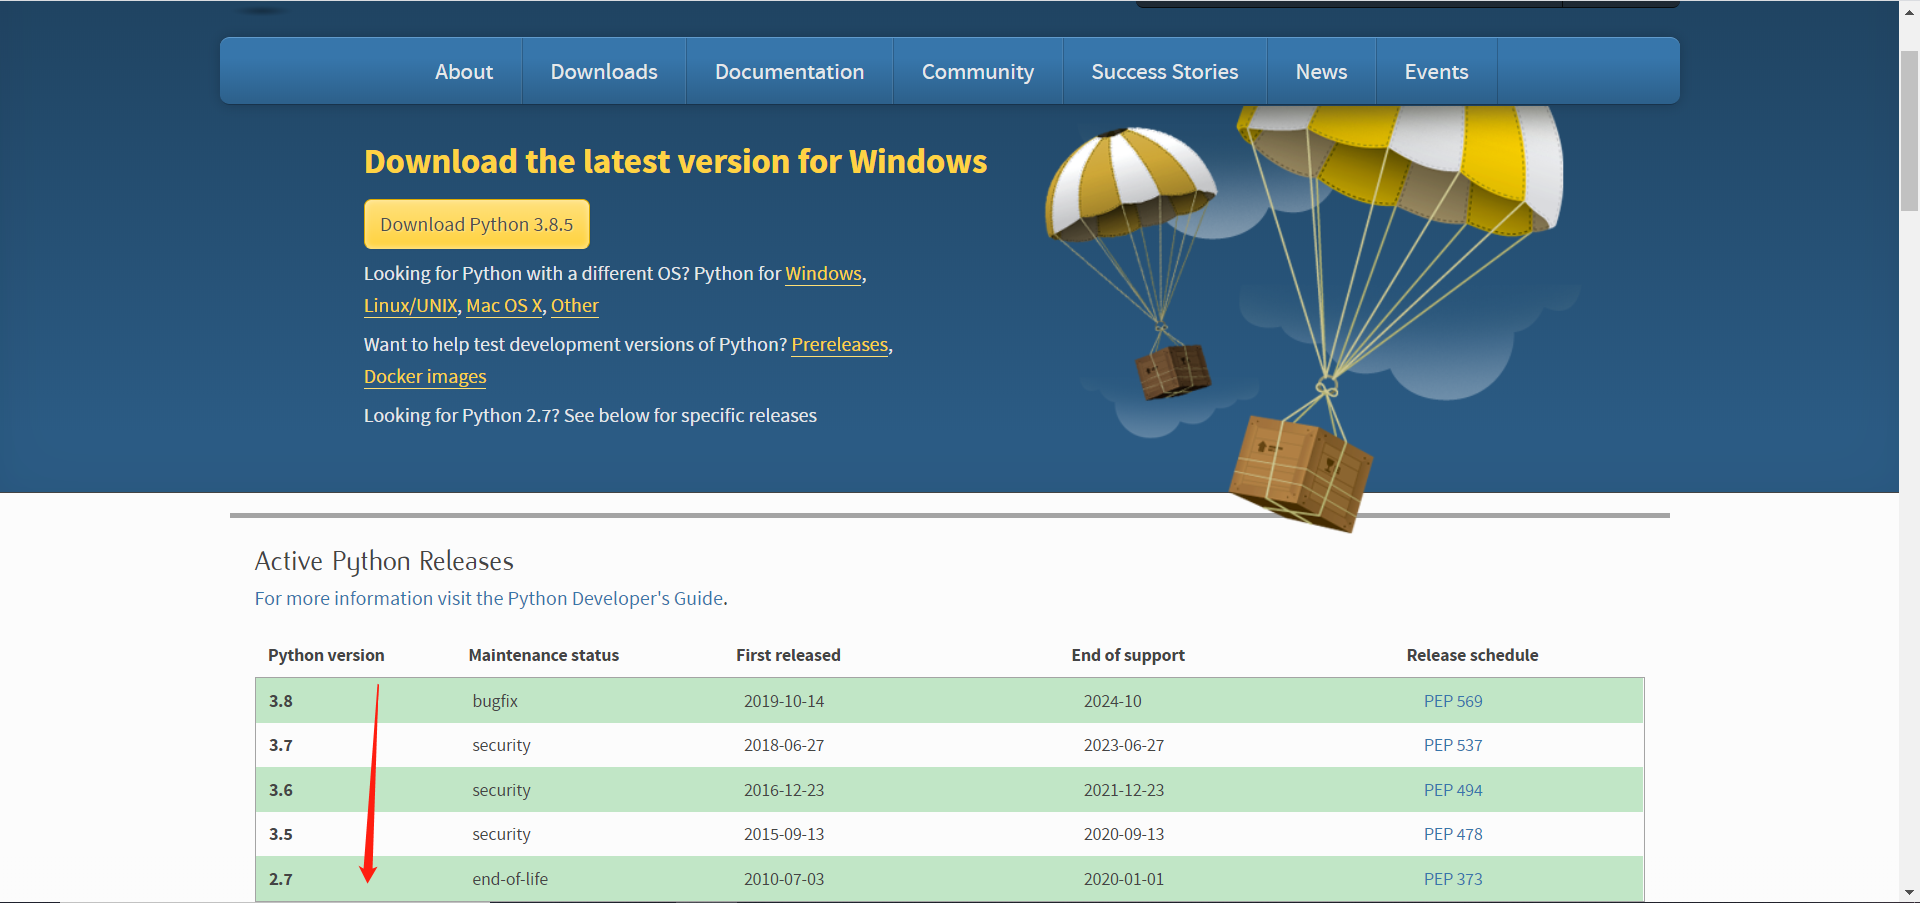 About Downloads Documentation Community Success Stories News Events
Download the latest version for Windows
Download Python 3.8.5
Looking for Python with a different OS? Python for Windows,
Linux/UNIX, Mac OS X, Other
Want to help test development versions of Python? Prereleases,
Docker images
Looking for Python 2.7? See below for specific releases
Active Python Releases
For more information visit the Python Developer's Guide.
Python version Maintenance status First released End of support Release schedule
3.8 bugfix 2019-10-14 2024-10 PEP 569
3.7 security 2018-06-27 2023-06-27 PEP 537
3.6 security 2016-12-23 2021-12-23 PEP 494
3.5 security 2015-09-13 2020-09-13 PEP 478
2.7 end-of-life 2010-07-03 2020-01-01 PEP 373